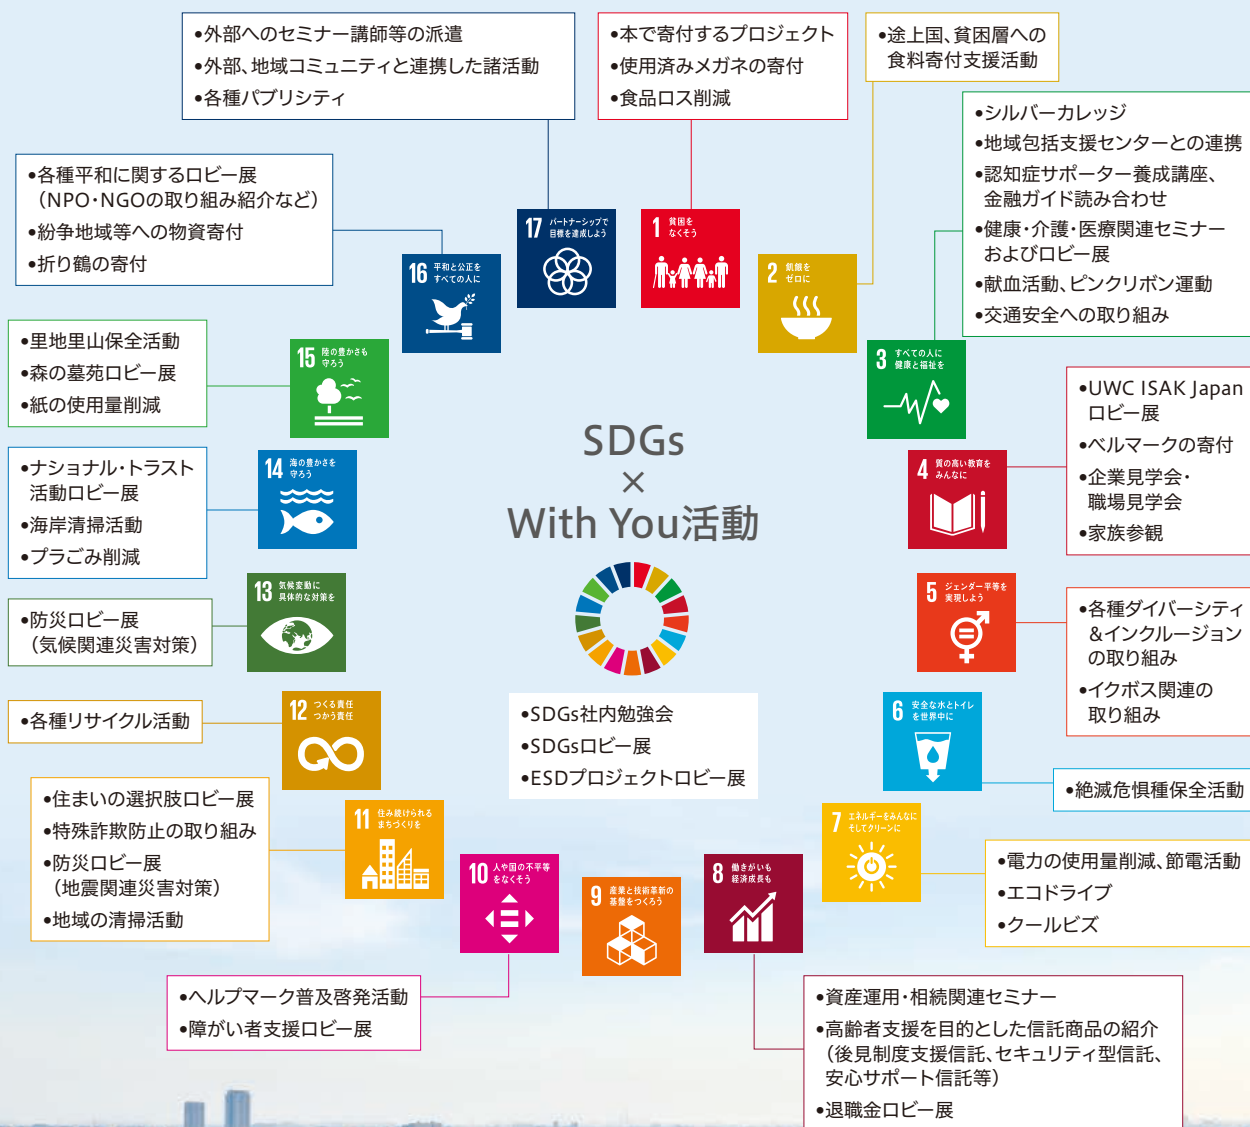 •外部へのセミナー講師等の派遣
•外部、地域コミュニティと連携した諸活動
•各種パブリシティ
•本で寄付するプロジェクト
•使用済みメガネの寄付
•食品ロス削減
•途上国、貧困層への
食料寄付支援活動
•シルバーカレッジ
•地域包括支援センターとの連携
•認知症サポーター養成講座、
金融ガイド読み合わせ
•健康・介護・医療関連セミナー
およびロビー展
•献血活動、ピンクリボン運動
•交通安全への取り組み
•各種平和に関するロビー展
（NPO・NGOの取り組み紹介など）
•紛争地域等への物資寄付
•折り鶴の寄付
17 パートナーシップで
目標を達成しよう
1 貧困を
なくそう
16 平和と公正を
すべての人に
2 飢餓を
ゼロに
•里地里山保全活動
•森の墓苑ロビー展
•紙の使用量削減
15 陸の豊かさも
守ろう
3 すべての人に
健康と福祉を
•UWC ISAK Japan
ロビー展
•ベルマークの寄付
•企業見学会・
職場見学会
•家族参観
•ナショナル・トラスト
活動ロビー展
•海岸清掃活動
•プラごみ削減
14 海の豊かさを
守ろう
SDGs
×
With You活動
4 質の高い教育を
みんなに
•防災ロビー展
（気候関連災害対策）
13 気候変動に
具体的な対策を
5 ジェンダー平等を
実現しよう
•各種ダイバーシティ
＆インクルージョン
の取り組み
•イクボス関連の
取り組み
•各種リサイクル活動
12 つくる責任
つかう責任
•SDGs社内勉強会
•SDGsロビー展
•ESDプロジェクトロビー展
6 安全な水とトイレ
を世界中に
•絶滅危惧種保全活動
•住まいの選択肢ロビー展
•特殊詐欺防止の取り組み
•防災ロビー展
（地震関連災害対策）
•地域の清掃活動
11 住み続けられる
まちづくりを
7 エネルギーをみんなに
そしてクリーンに
•電力の使用量削減、節電活動
•エコドライブ
•クールビズ
10 人や国の不平等
をなくそう
9 産業と技術革新の
基盤をつくろう
8 働きがいも
経済成長も
•ヘルプマーク普及啓発活動
•障がい者支援ロビー展
•資産運用・相続関連セミナー
•高齢者支援を目的とした信託商品の紹介
（後見制度支援信託、セキュリティ型信託、
安心サポート信託等）
•退職金ロビー展